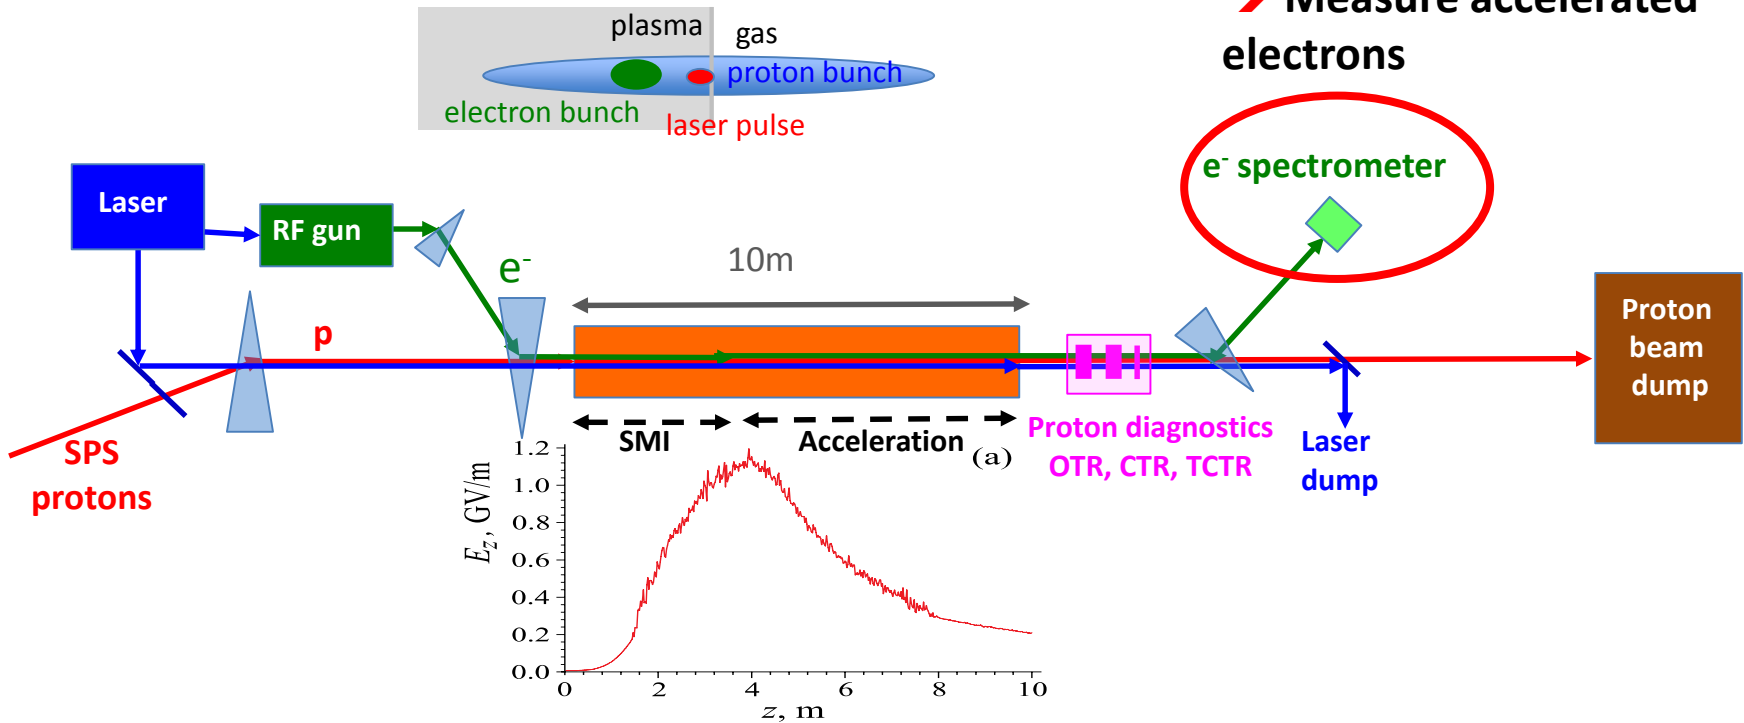 Measure accelerated
electrons
plasma
gas
proton bunch
electron bunch
laser pulse
Laser
RF gun
e-
10m
e- spectrometer
p
SPS
protons
SMI
Acceleration
Proton diagnostics
OTR, CTR, TCTR
Laser
dump
Proton
beam
dump
(a)
E_z, GV/m
1.2
1.0
0.8
0.6
0.4
0.2
0.0
0 2 4 6 8 10
z, m